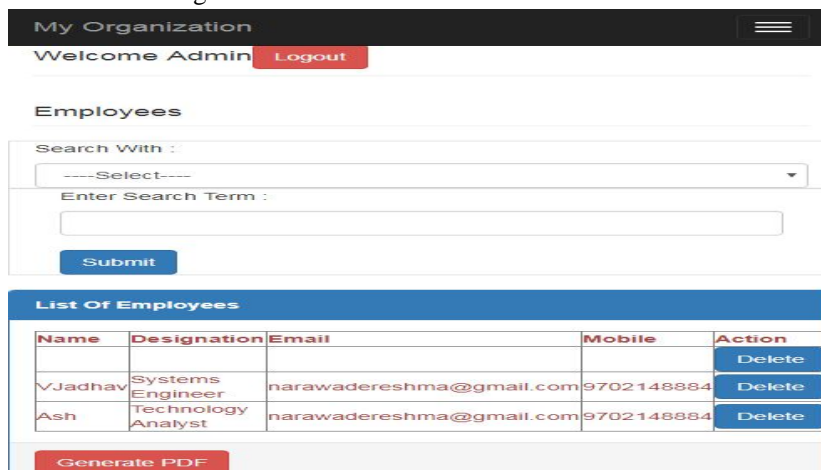 My Organization
Welcome Admin Logout
Employees
Search With :
----Select----
Enter Search Term :
Submit
List Of Employees
Name Designation Email Mobile Action
Delete
VJadhav Systems Engineer narawadereshma@gmail.com 9702148884 Delete
Ash Technology Analyst narawadereshma@gmail.com 9702148884 Delete
Generate PDF